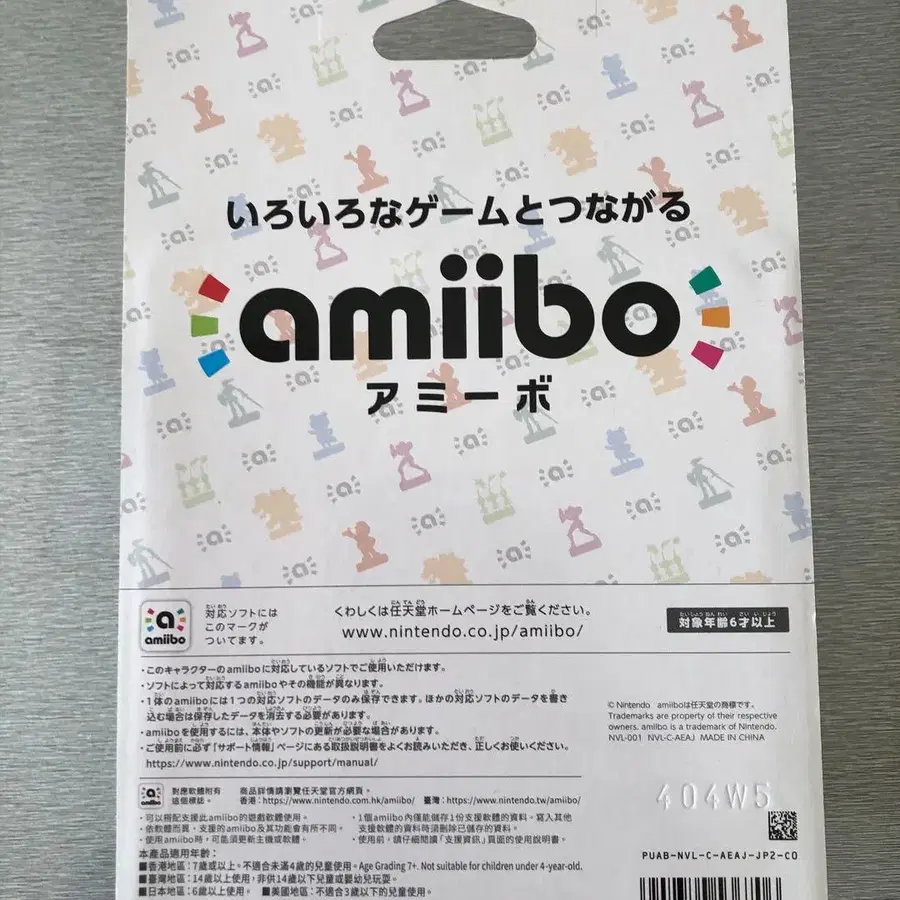 いろいろなゲームとつながる
amiibo
アミーボ
対応ソフトには
このマークが
ついてます。
amiibo
くわしくは任天堂ホームページをご覧ください。
www.nintendo.co.jp/amiibo/
対象年齢6才以上
・このキャラクターのamiiboに対応しているソフトでご使用いただけます。
・ソフトによって対応するamiiboやその機能が異なります。
・1体のamiiboには1つの対応ソフトのデータのみ保存できます。ほかの対応ソフトのデータを書き
込む場合は保存したデータを消去する必要があります。
・amiiboを使用するには、本体やソフトの更新が必要な場合があります。
・ご使用前に必ず「サポート情報」ページにある取扱説明書をよくお読みいただき、正しくお使いください。
https://www.nintendo.co.jp/support/manual/
© Nintendo amiiboは任天堂の商標です。
Trademarks are property of their respective
owners. amiibo is a trademark of Nintendo.
NVL-001 NVL-C-AEAJ MADE IN CHINA
amiibo
對應軟體附有
這個標誌。
商品詳情請瀏覽任天堂官方網頁。
香港：https://www.nintendo.com.hk/amiibo/ 臺灣：https://www.nintendo.tw/amiibo/
・可以搭配支援此amiibo的遊戲軟體使用。
・依軟體而異，支援的amiibo及其功能會有所不同。
・使用amiibo時，可能須更新主機或軟體。
・1個amiibo內僅能儲存1份支援軟體的資料。寫入其他
支援軟體的資料時須刪除已儲存的資料。
・使用前，請仔細閱讀「支援資訊」頁面的使用說明書。
404W5
本產品適用年齡：
■香港地區：7歲或以上。不適合未滿4歲的兒童使用。Age Grading 7+. Not suitable for children under 4-year-old.
■臺灣地區：14歲以上使用，非供14歲以下兒童或嬰幼兒玩耍。
■日本地區：6歲以上使用。 ■美國地區：不適合3歲以下的兒童使用。
PUAB-NVL-C-AEAJ-JP2-C0